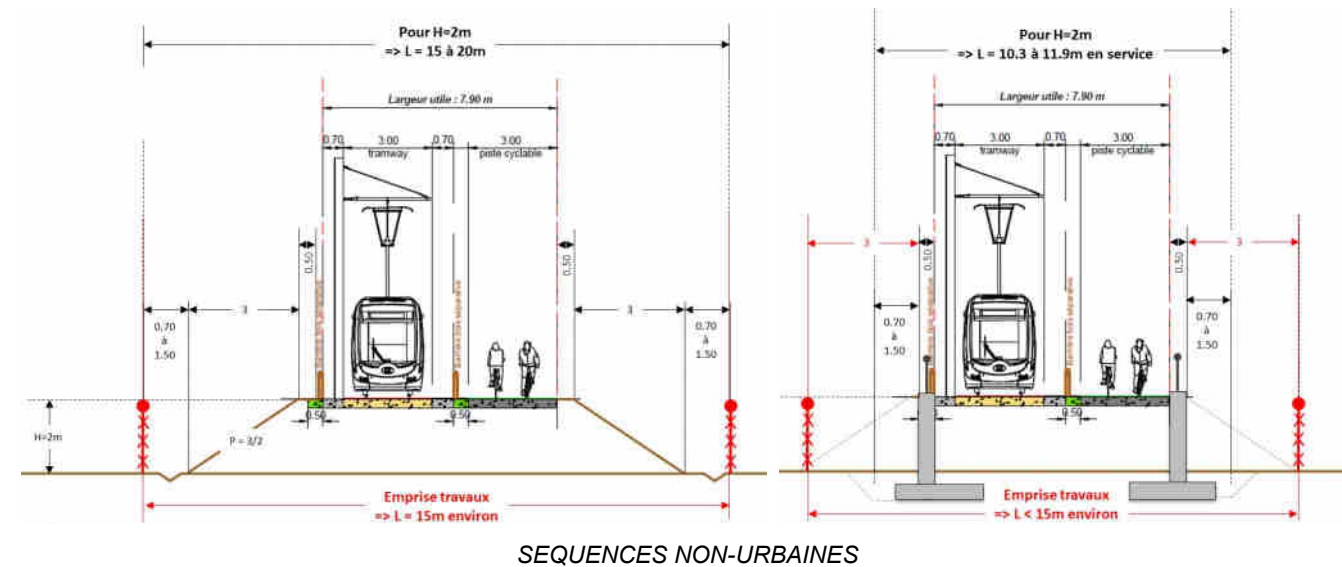 Pour H=2m
=> L = 15 à 20m
Largeur utile : 7.90 m
0.70
3.00
0.70
3.00
tramway
piste cyclable
0.50
0.50
3
3
0.70
à
1.50
0.70
à
1.50
H=2m
P = 3/2
0.50
0.50
Emprise travaux
=> L = 15m environ
Pour H=2m
=> L = 10.3 à 11.9m en service
Largeur utile : 7.90 m
0.70
3.00
0.70
3.00
tramway
piste cyclable
3
3
0.50
0.50
0.70
à
1.50
0.70
à
1.50
0.50
Emprise travaux
=> L < 15m environ
SEQUENCES NON-URBAINES